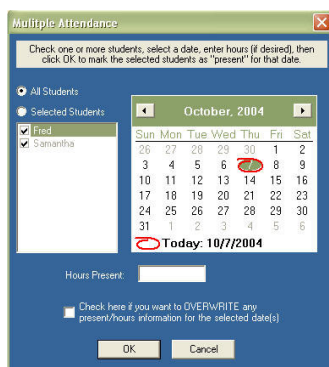 Mulitple Attendance
Check one or more students, select a date, enter hours (if desired), then
click OK to mark the selected students as "present" for that date.
All Students
Selected Students
Fred
Samantha
October, 2004
Sun Mon Tue Wed Thu Fri Sat
26 27 28 29 30 1 2
3 4 5 6 7 8 9
10 11 12 13 14 15 16
17 18 19 20 21 22 23
24 25 26 27 28 29 30
31 1 2 3 4 5 6
Today: 10/7/2004
Hours Present:
Check here if you want to OVERWRITE any
present/hours information for the selected date(s)
OK Cancel